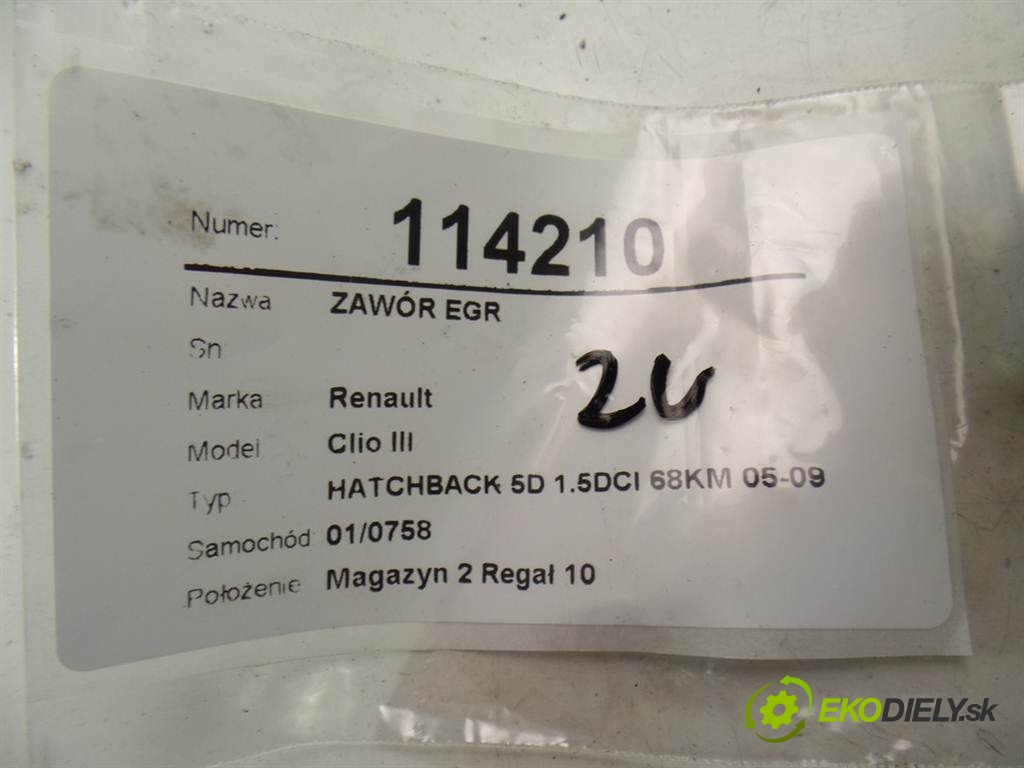 Numer: 114210
Nazwa ZAWÓR EGR
Sn
Marka Renault
Model Clio III
Typ HATCHBACK 5D 1.5DCI 68KM 05-09
Samochód 01/0758
Położenie Magazyn 2 Regał 10
EKODIELY.sk